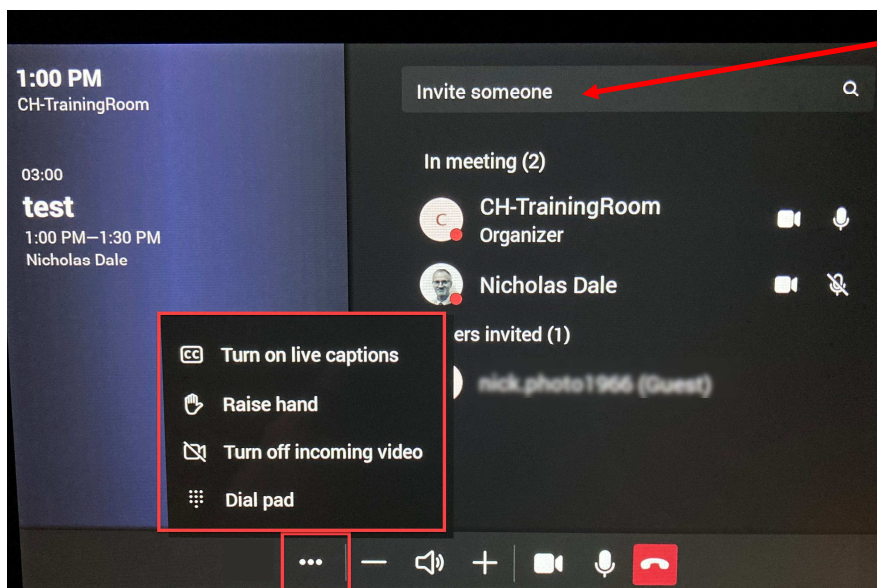 1:00 PM
CH-TrainingRoom
03:00
test
1:00 PM—1:30 PM
Nicholas Dale
Invite someone
In meeting (2)
C
CH-TrainingRoom
Organizer
Nicholas Dale
ers invited (1)
CC Turn on live captions
Raise hand
Turn off incoming video
Dial pad